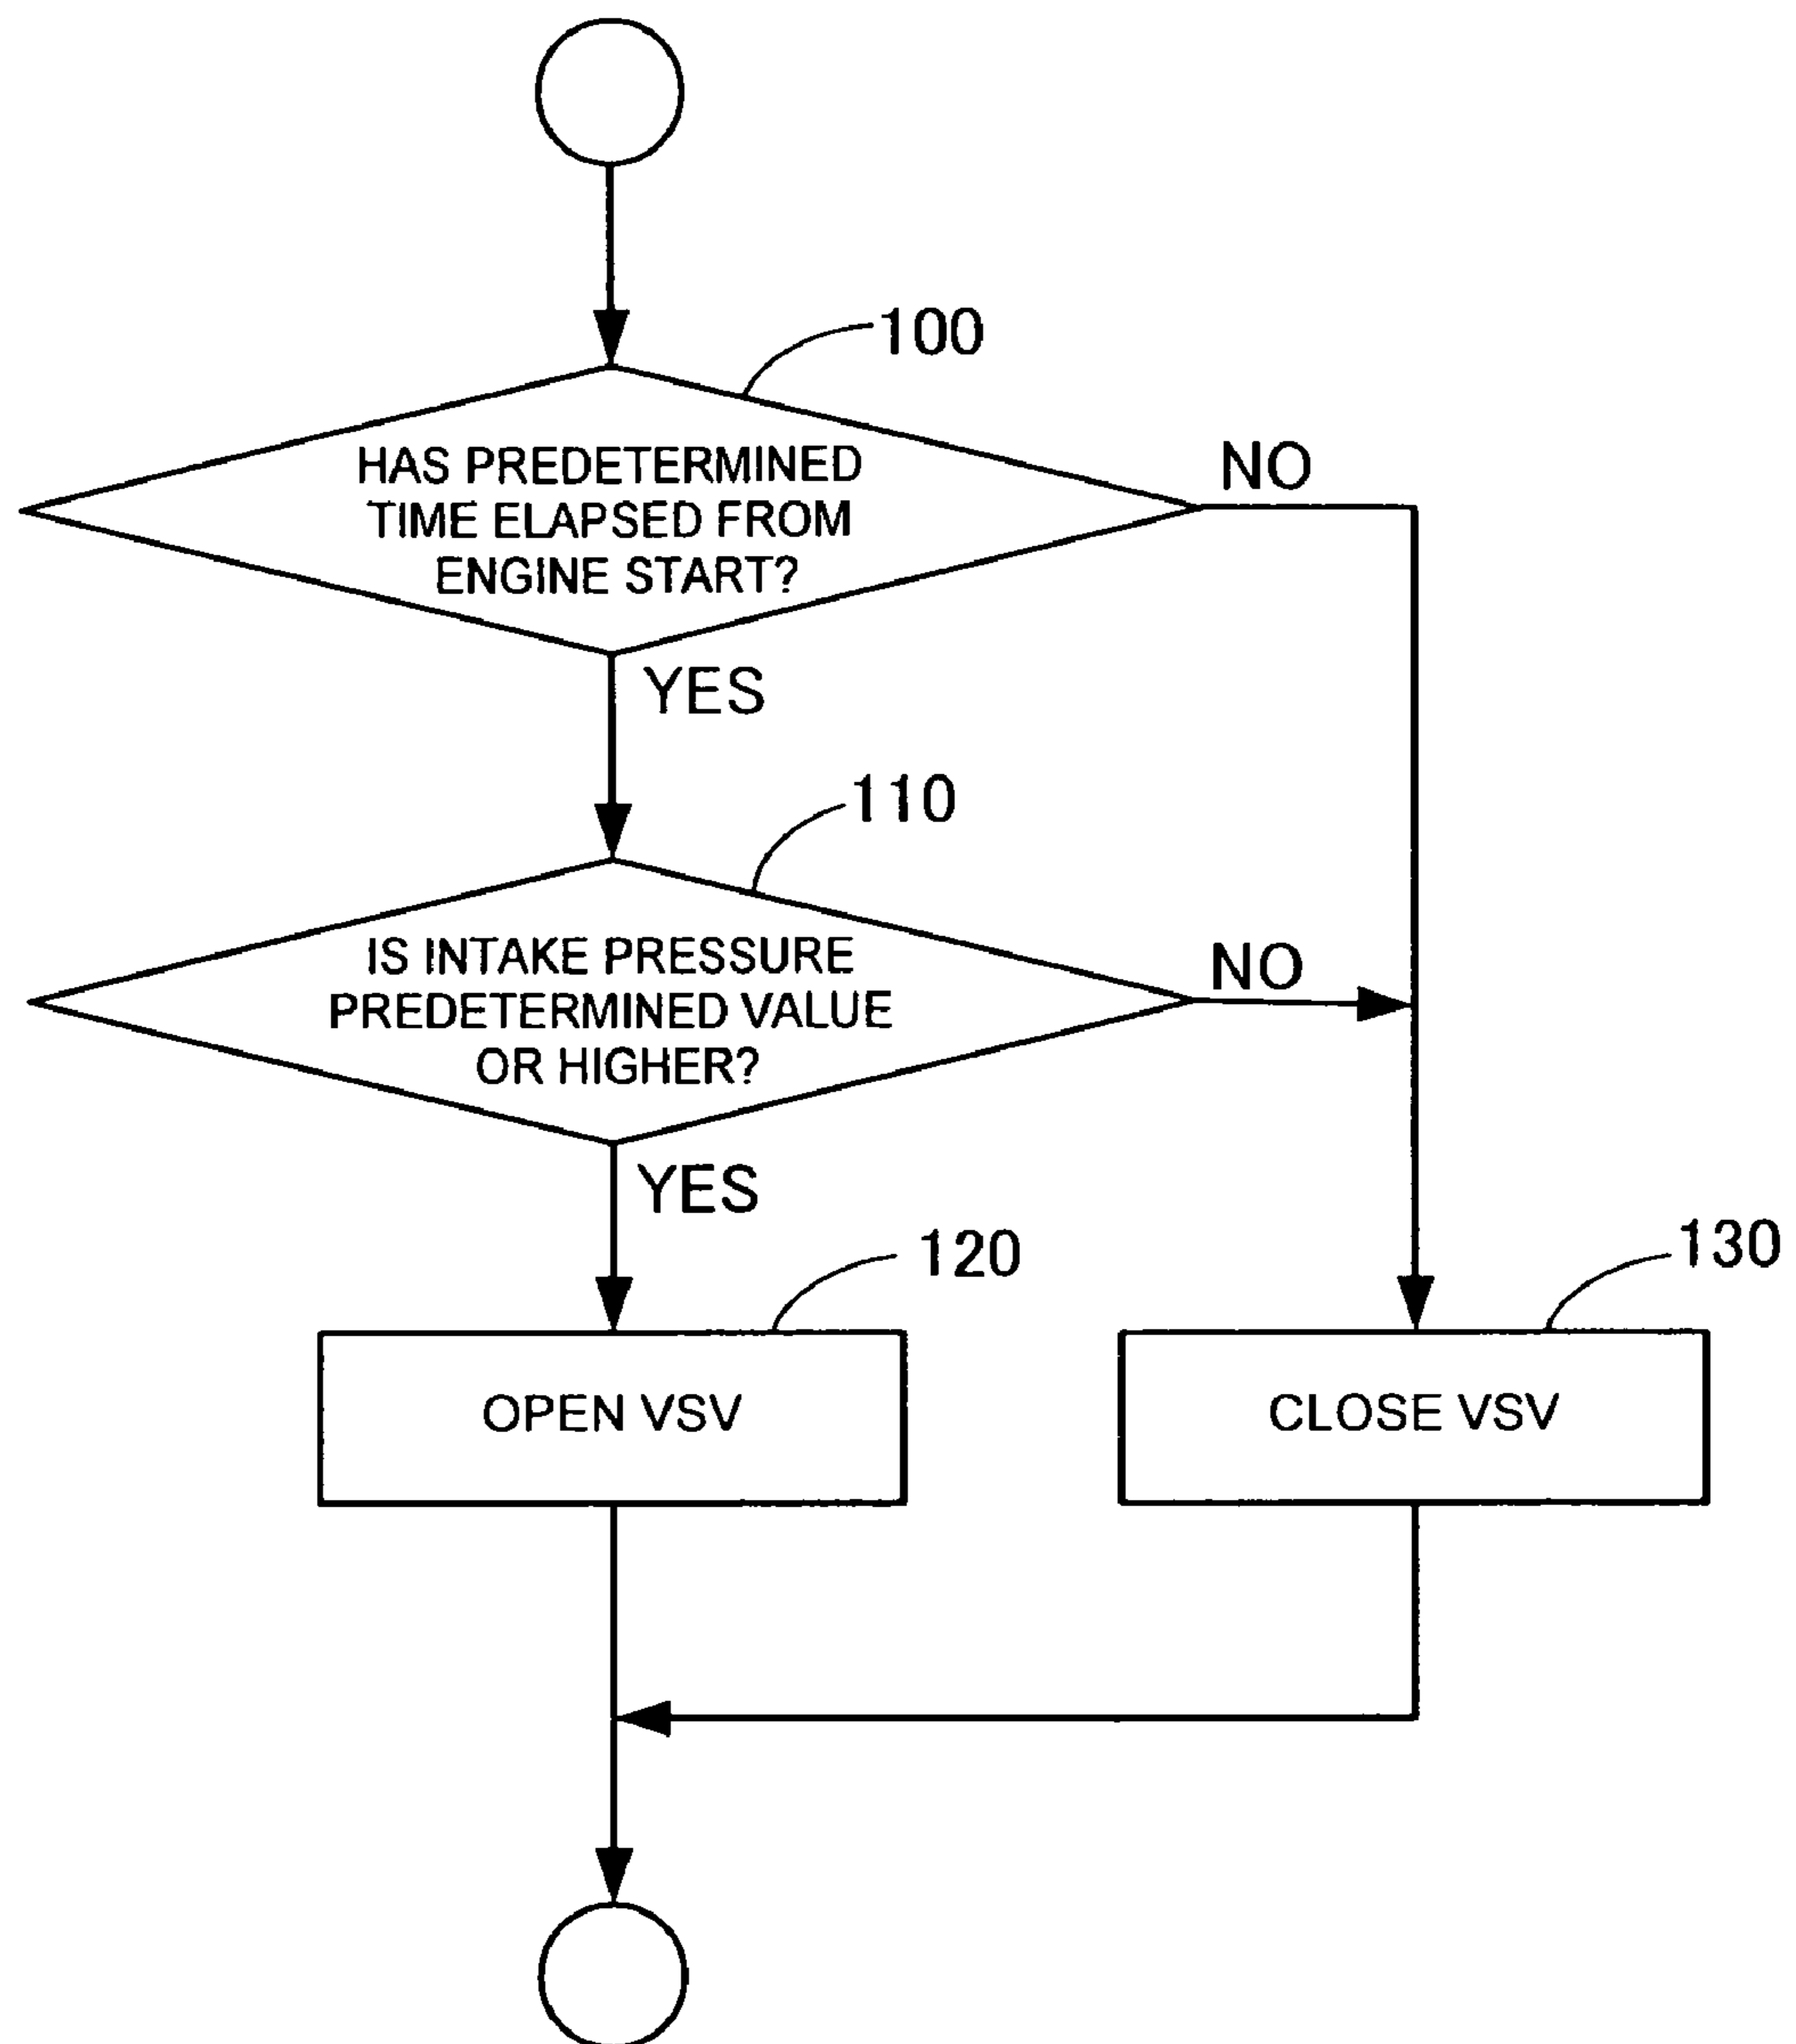 100
HAS PREDETERMINED
TIME ELAPSED FROM
ENGINE START?
NO
YES
110
IS INTAKE PRESSURE
PREDETERMINED VALUE
OR HIGHER?
NO
YES
120
130
OPEN VSV
CLOSE VSV